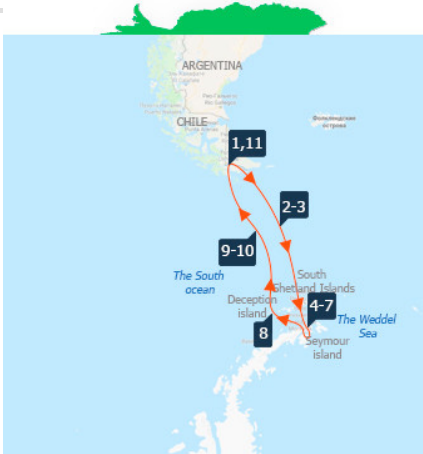 ARGENTINA
CHILE
Фолклендские
острова
1,11
2-3
9-10
The South
ocean
South
Shetland Islands
Deception
island
4-7
The Weddel
Sea
8
Seymour
island